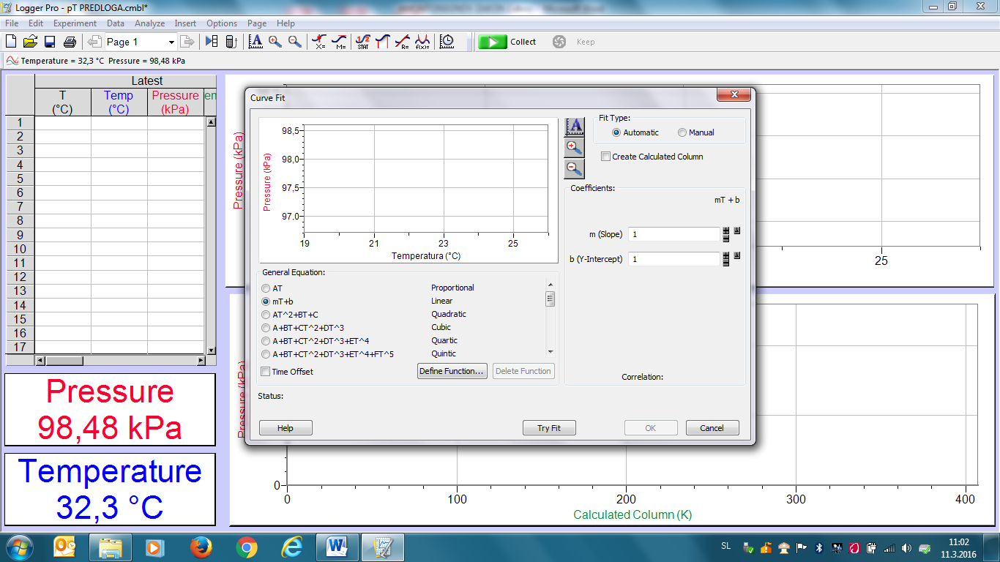 Logger Pro - pT PREDLOGA.cmbl*
File Edit Experiment Data Analyze Insert Options Page Help
Page 1
X= M= STAT R= f(x)= Collect Keep
Temperature = 32,3 °C Pressure = 98,48 kPa
Latest
T Temp Pressure en
(°C) (°C) (kPa)
1
2
3
4
5
6
7
8
9
10
11
12
13
14
15
16
17
Pressure
98,48 kPa
Temperature
32,3 °C
Pressure (kPa)
25
Pressure (kPa)
0
0 100 200 300 400
Calculated Column (K)
Curve Fit
98,5
98,0
97,5
97,0
Pressure (kPa)
19 21 23 25
Temperatura (°C)
A
Fit Type:
Automatic Manual
Create Calculated Column
Coefficients:
mT + b
m (Slope) 1
b (Y-Intercept) 1
Correlation:
General Equation:
AT Proportional
mT+b Linear
AT^2+BT+C Quadratic
A+BT+CT^2+DT^3 Cubic
A+BT+CT^2+DT^3+ET^4 Quartic
A+BT+CT^2+DT^3+ET^4+FT^5 Quintic
Time Offset Define Function... Delete Function
Status:
Help Try Fit OK Cancel
SL 11:02
11.3.2016